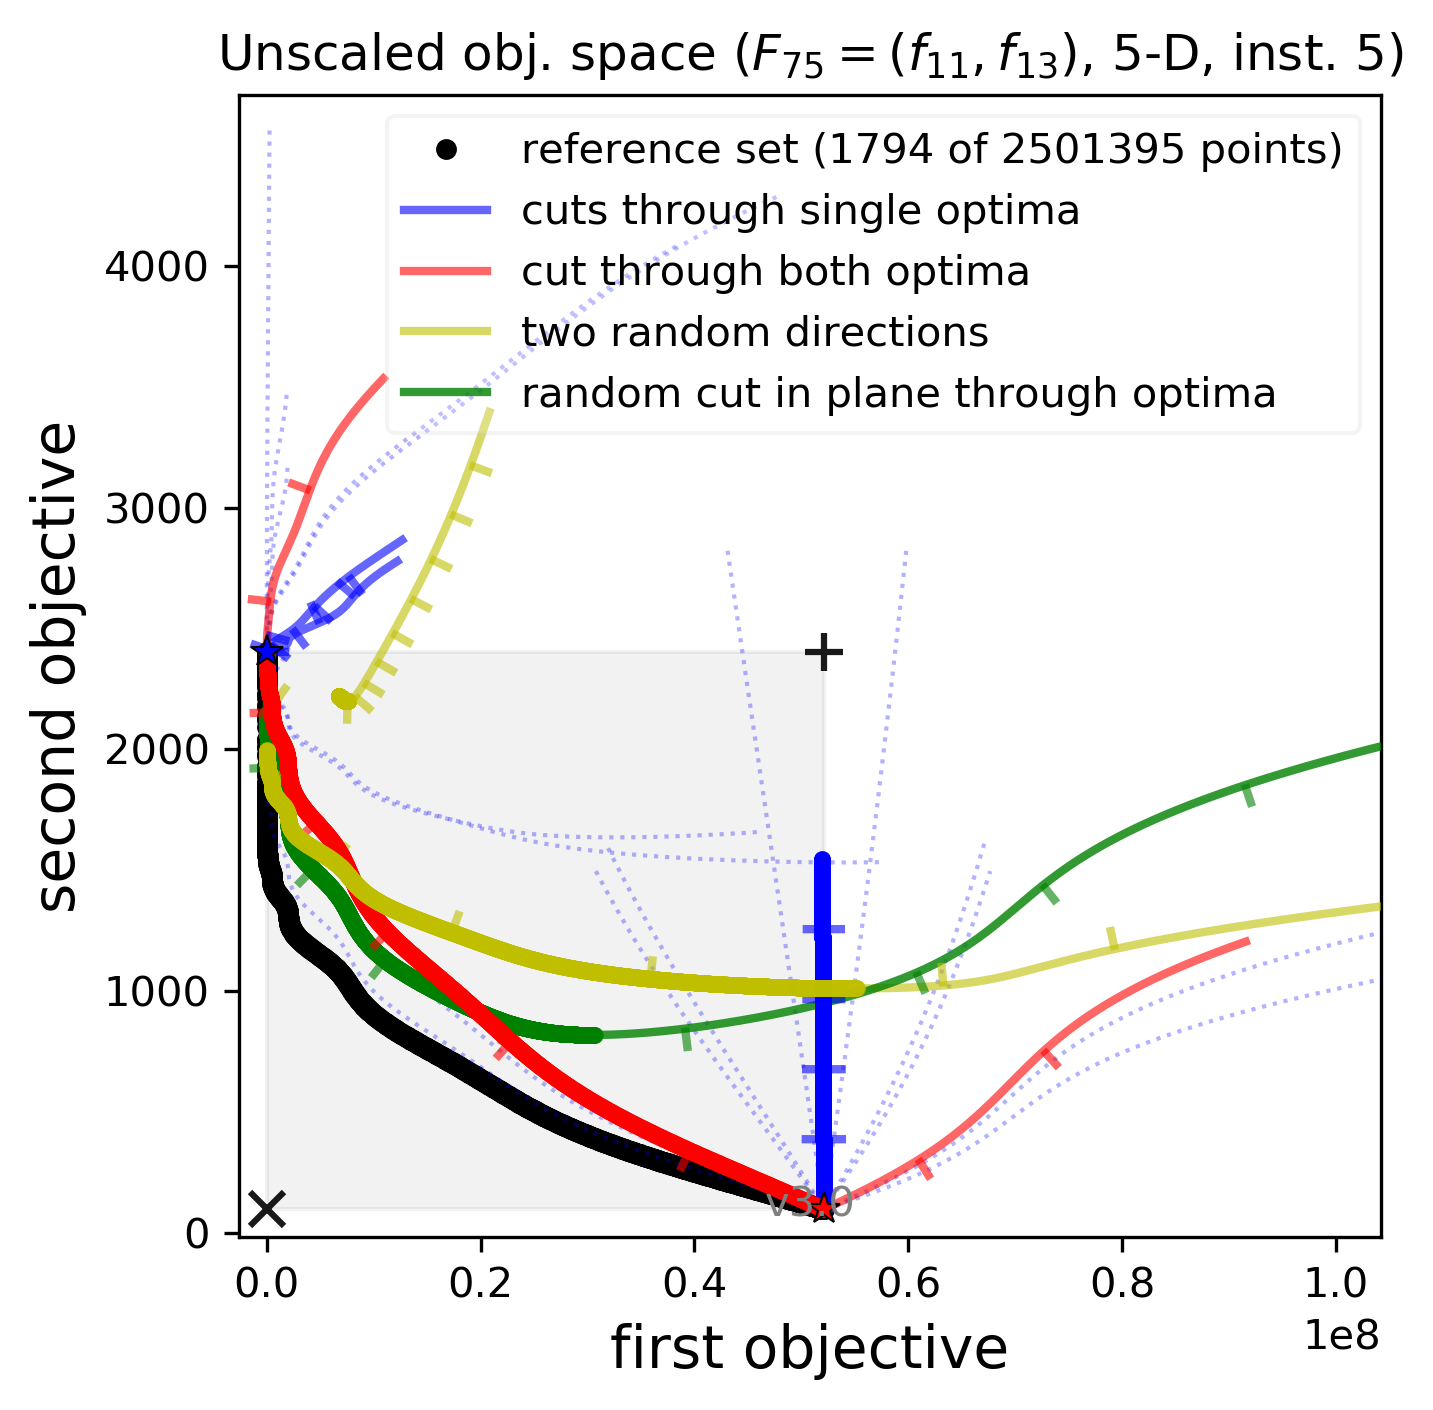 Unscaled obj. space (F₇₅ = (f₁₁, f₁₃), 5-D, inst. 5)
reference set (1794 of 2501395 points)
cuts through single optima
cut through both optima
two random directions
random cut in plane through optima
second objective
4000
3000
2000
1000
0
v3.0
0.0 0.2 0.4 0.6 0.8 1.0
1e8
first objective